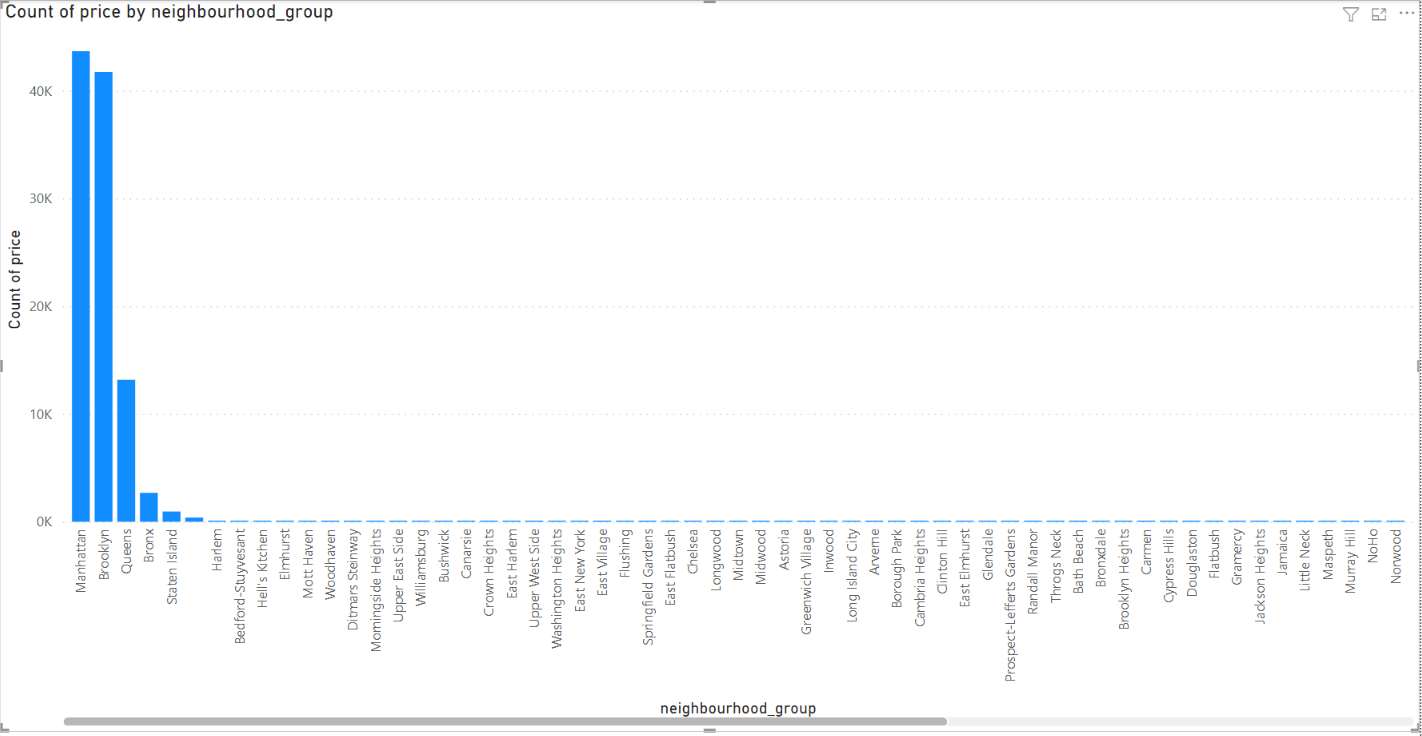 Count of price by neighbourhood_group
Count of price
40K
30K
20K
10K
0K
Manhattan
Brooklyn
Queens
Bronx
Staten Island
Harlem
Bedford-Stuyvesant
Hell's Kitchen
Elmhurst
Mott Haven
Woodhaven
Ditmars Steinway
Morningside Heights
Upper East Side
Williamsburg
Bushwick
Canarsie
Crown Heights
East Harlem
Upper West Side
Washington Heights
East New York
East Village
Flushing
Springfield Gardens
East Flatbush
Chelsea
Longwood
Midtown
Midwood
Astoria
Greenwich Village
Inwood
Long Island City
Arverne
Borough Park
Cambria Heights
Clinton Hill
East Elmhurst
Glendale
Prospect-Lefferts Gardens
Randall Manor
Throgs Neck
Bath Beach
Bronxdale
Brooklyn Heights
Carmen
Cypress Hills
Douglaston
Flatbush
Gramercy
Jackson Heights
Jamaica
Little Neck
Maspeth
Murray Hill
NoHo
Norwood
neighbourhood_group